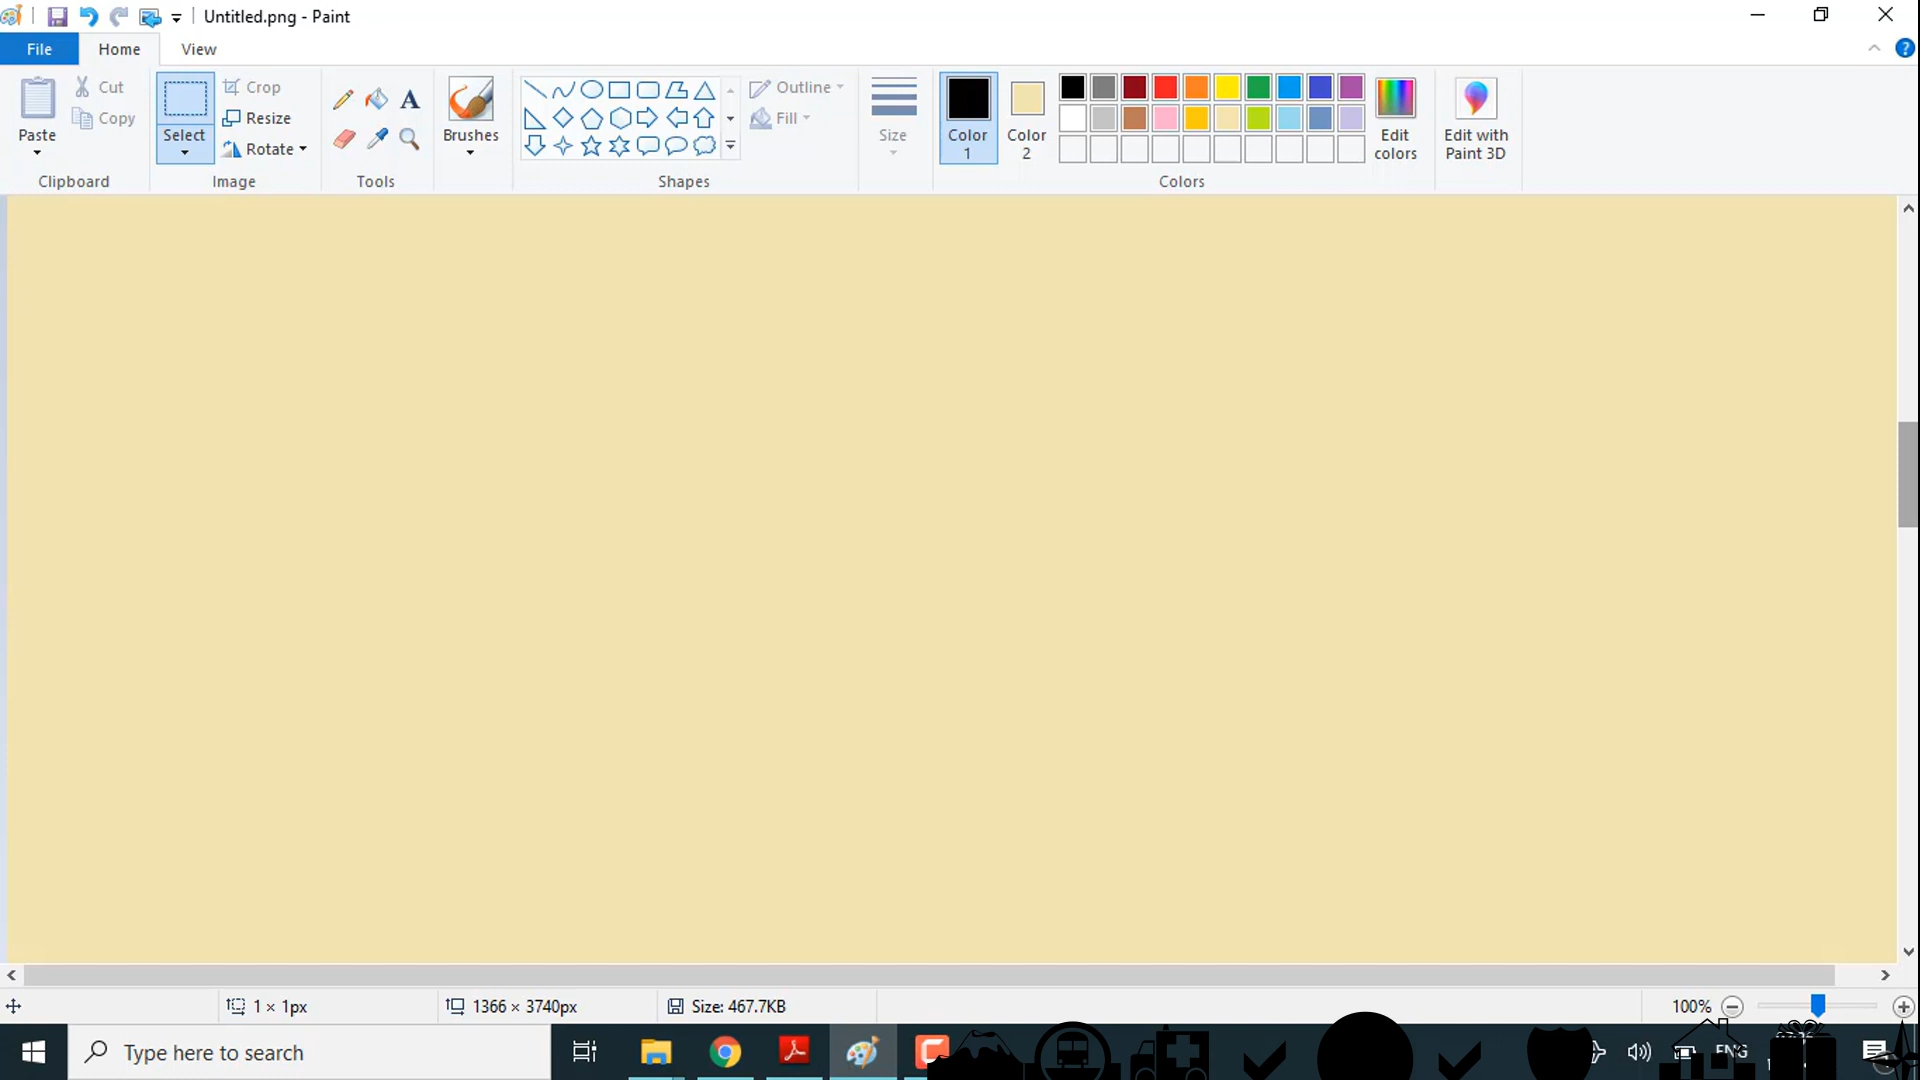 Untitled.png - Paint
File Home View
Paste Cut Copy Clipboard
Select Crop Resize Rotate Image
Tools
Brushes
Outline Fill Shapes
Size
Color 1 Color 2 Colors
Edit colors
Edit with Paint 3D
1 × 1px 1366 × 3740px Size: 467.7KB 100%
Type here to search ENG